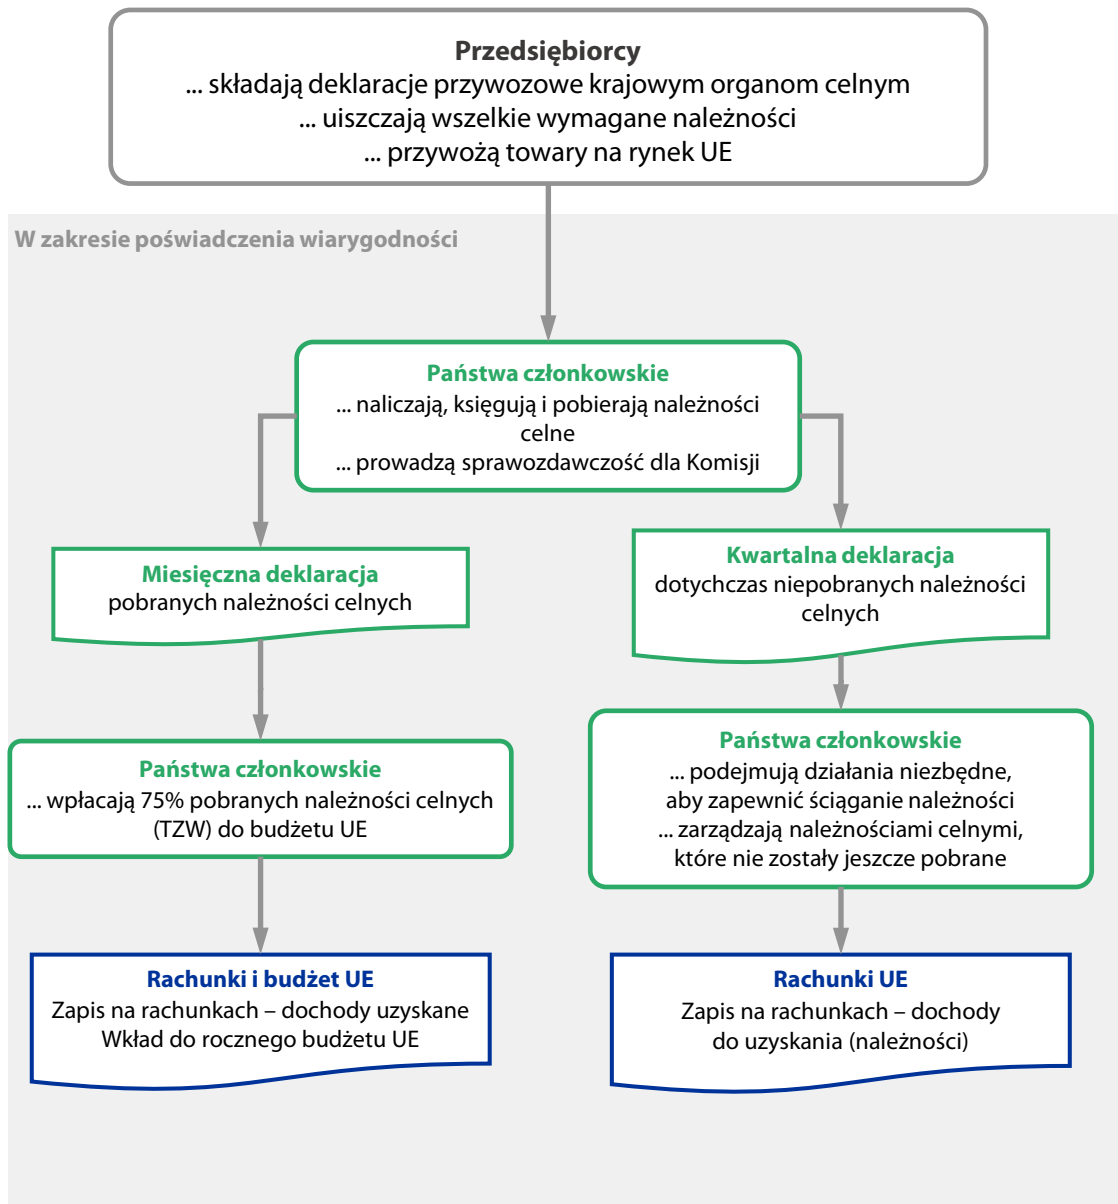 Przedsiębiorcy
... składają deklaracje przywozowe krajowym organom celnym
... uiszczają wszelkie wymagane należności
... przywożą towary na rynek UE
W zakresie poświadczenia wiarygodności
Państwa członkowskie
... naliczają, księgują i pobierają należności
celne
... prowadzą sprawozdawczość dla Komisji
Miesięczna deklaracja
pobranych należności celnych
Kwartalna deklaracja
dotychczas niepobranych należności
celnych
Państwa członkowskie
... wpłacają 75% pobranych należności celnych
(TZW) do budżetu UE
Państwa członkowskie
... podejmują działania niezbędne,
aby zapewnić ściąganie należności
... zarządzają należnościami celnymi,
które nie zostały jeszcze pobrane
Rachunki i budżet UE
Zapis na rachunkach – dochody uzyskane
Wkład do rocznego budżetu UE
Rachunki UE
Zapis na rachunkach – dochody
do uzyskania (należności)